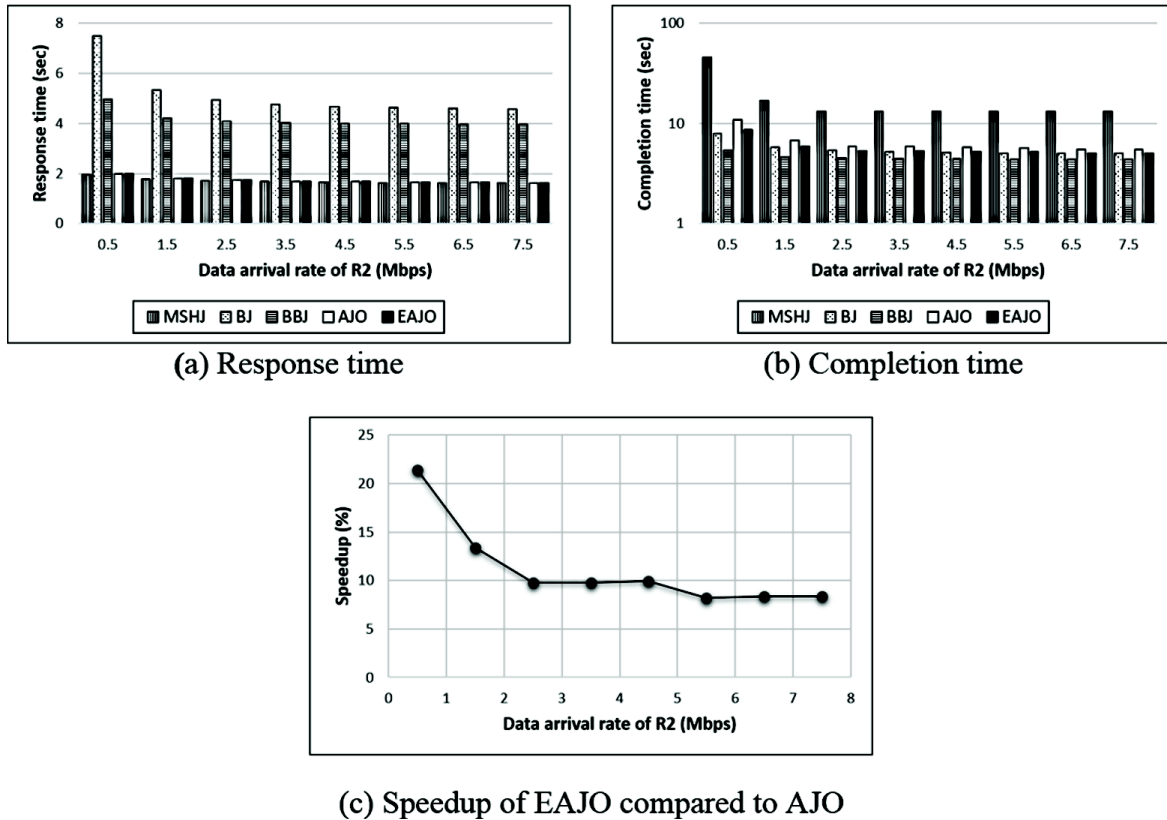 8
6
4
2
0
Response time (sec)
0.5 1.5 2.5 3.5 4.5 5.5 6.5 7.5
Data arrival rate of R2 (Mbps)
MSHJ BJ BBJ AJO EAJO
(a) Response time
100
10
1
Completion time (sec)
0.5 1.5 2.5 3.5 4.5 5.5 6.5 7.5
Data arrival rate of R2 (Mbps)
MSHJ BJ BBJ AJO EAJO
(b) Completion time
25
20
15
10
5
0
Speedup (%)
0 1 2 3 4 5 6 7 8
Data arrival rate of R2 (Mbps)
(c) Speedup of EAJO compared to AJO